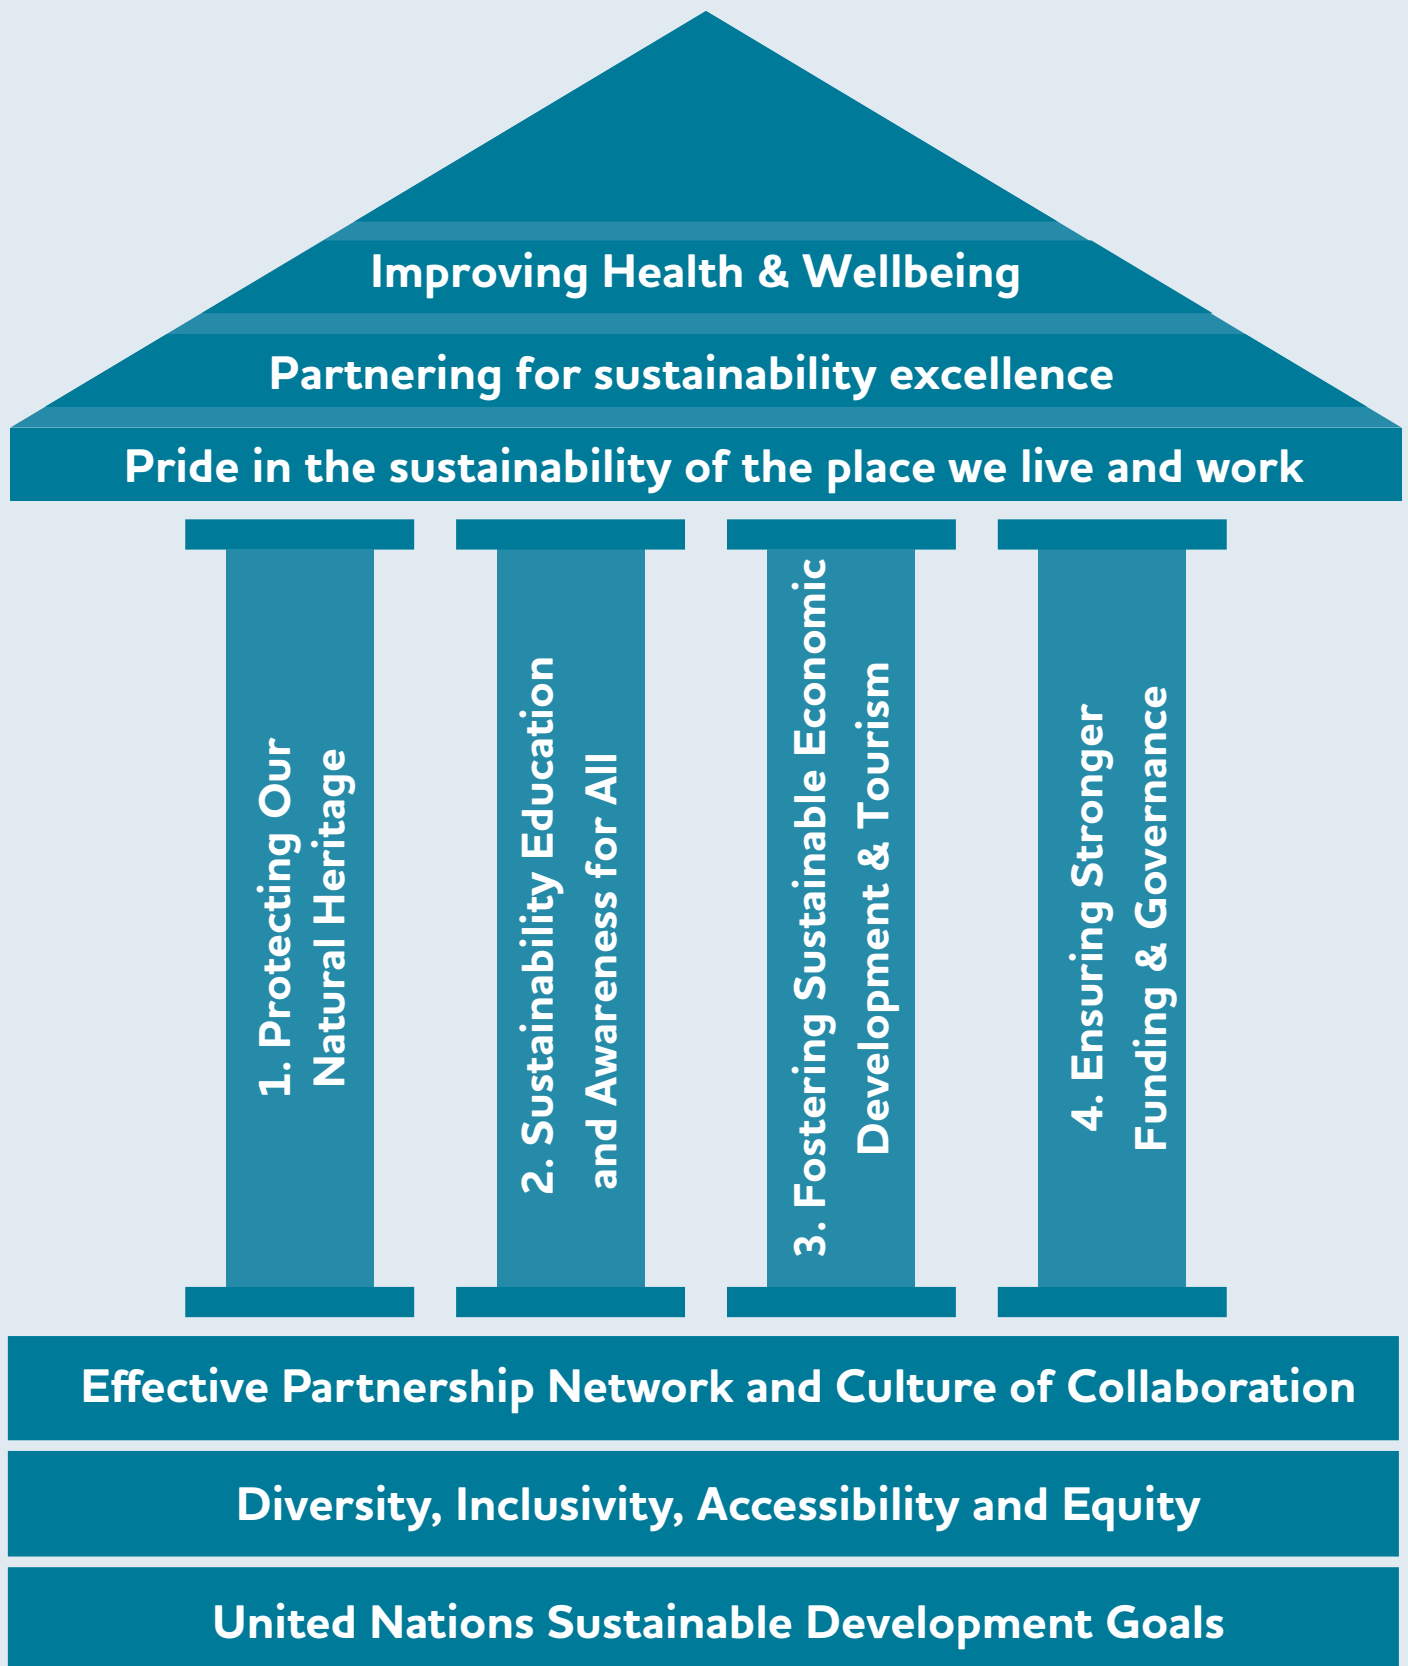 Improving Health & Wellbeing
Partnering for sustainability excellence
Pride in the sustainability of the place we live and work
1. Protecting Our
Natural Heritage
2. Sustainability Education
and Awareness for All
3. Fostering Sustainable Economic
Development & Tourism
4. Ensuring Stronger
Funding & Governance
Effective Partnership Network and Culture of Collaboration
Diversity, Inclusivity, Accessibility and Equity
United Nations Sustainable Development Goals